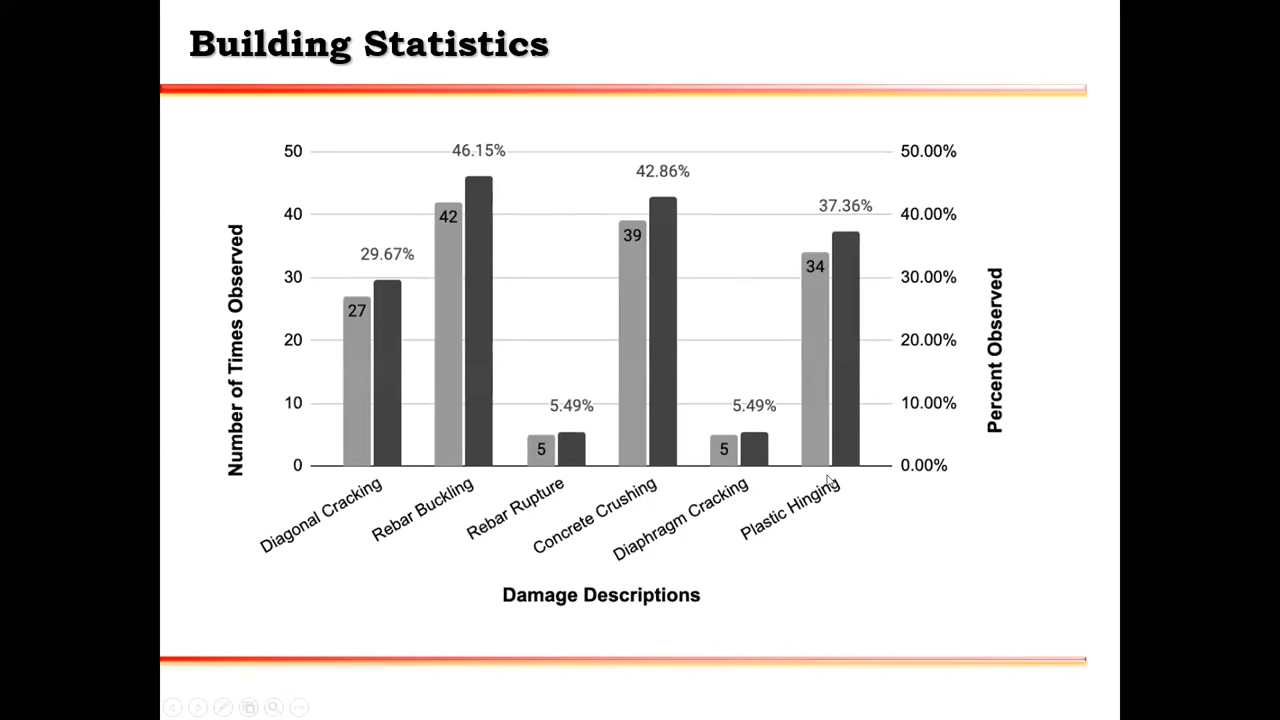 Building Statistics
50
46.15%
50.00%
42.86%
40
42
37.36%
40.00%
39
29.67%
34
30
27
30.00%
20
20.00%
5.49%
5.49%
10
10.00%
5
5
0
0.00%
Number of Times Observed
Percent Observed
Diagonal Cracking
Rebar Buckling
Rebar Rupture
Concrete Crushing
Diaphragm Cracking
Plastic Hinging
Damage Descriptions